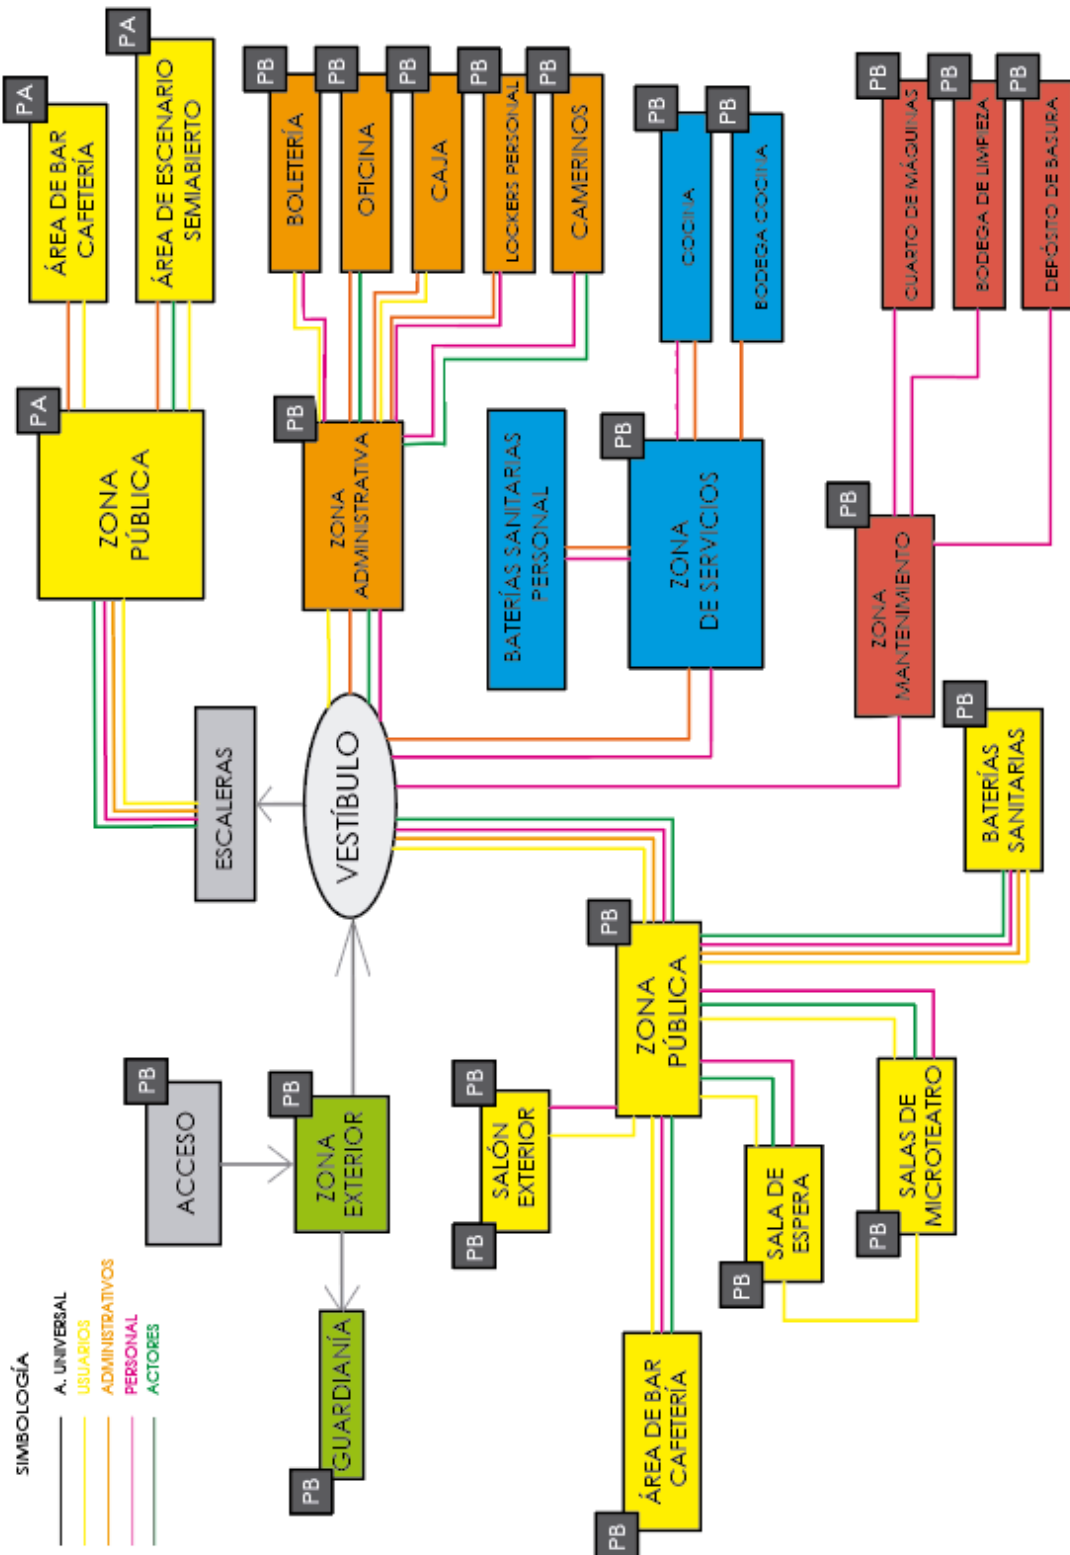 SIMBOLOGÍA
A. UNIVERSAL
USUARIOS
ADMINISTRATIVOS
PERSONAL
ACTORES
PB
GUARDIANÍA
PB
ACCESO
PB
ZONA
EXTERIOR
VESTÍBULO
ESCALERAS
PA
ZONA
PÚBLICA
PA
ÁREA DE BAR
CAFETERÍA
PA
ÁREA DE ESCENARIO
SEMIABIERTO
PB
ZONA
ADMINISTRATIVA
PB
BOLETERÍA
PB
OFICINA
PB
CAJA
PB
LOCKERS PERSONAL
PB
CAMERINOS
BATERÍAS SANITARIAS
PERSONAL
PB
ZONA
DE SERVICIOS
PB
COCINA
PB
BODEGA COCINA
PB
ZONA
MANTENIMIENTO
PB
CUARTO DE MÁQUINAS
PB
BODEGA DE LIMPIEZA
PB
DEPÓSITO DE BASURA
PB
ZONA
PÚBLICA
PB
PB
SALÓN
EXTERIOR
PB
ÁREA DE BAR
CAFETERÍA
PB
SALA DE
ESPERA
PB
SALAS DE
MICROTEATRO
PB
BATERÍAS
SANITARIAS